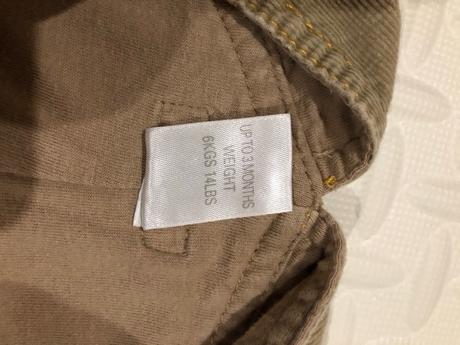 UP TO 3 MONTHS
WEIGHT
6KGS 14LBS